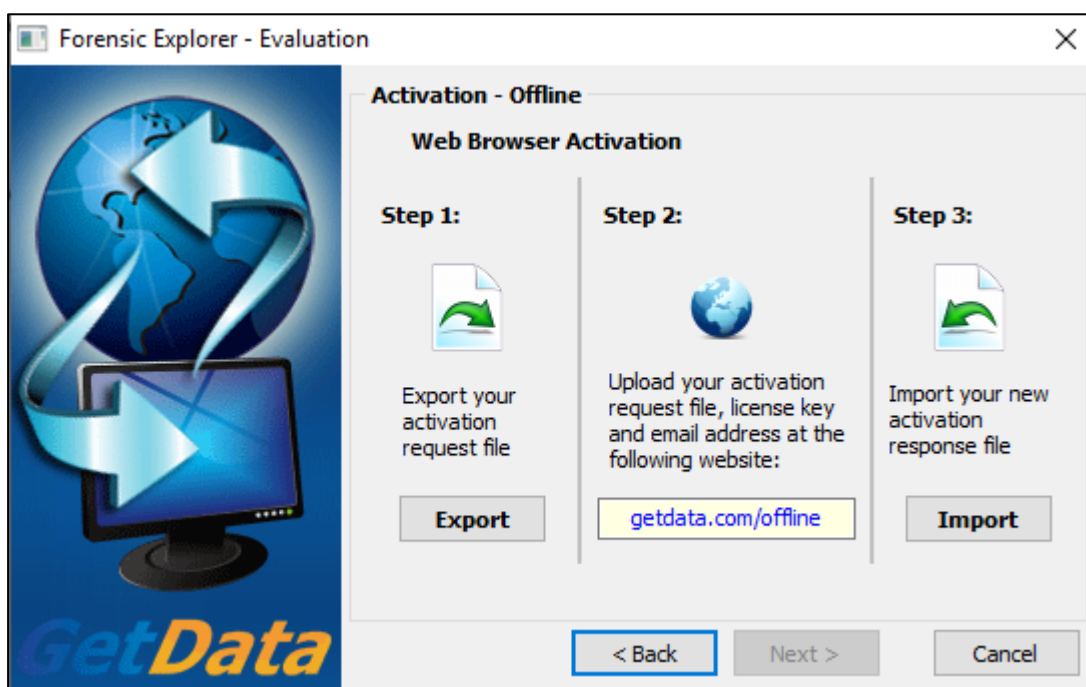 Forensic Explorer - Evaluation
Activation - Offline
Web Browser Activation
Step 1:
Export your
activation
request file
Export
Step 2:
Upload your activation
request file, license key
and email address at the
following website:
getdata.com/offline
Step 3:
Import your new
activation
response file
Import
GetData
< Back
Next >
Cancel